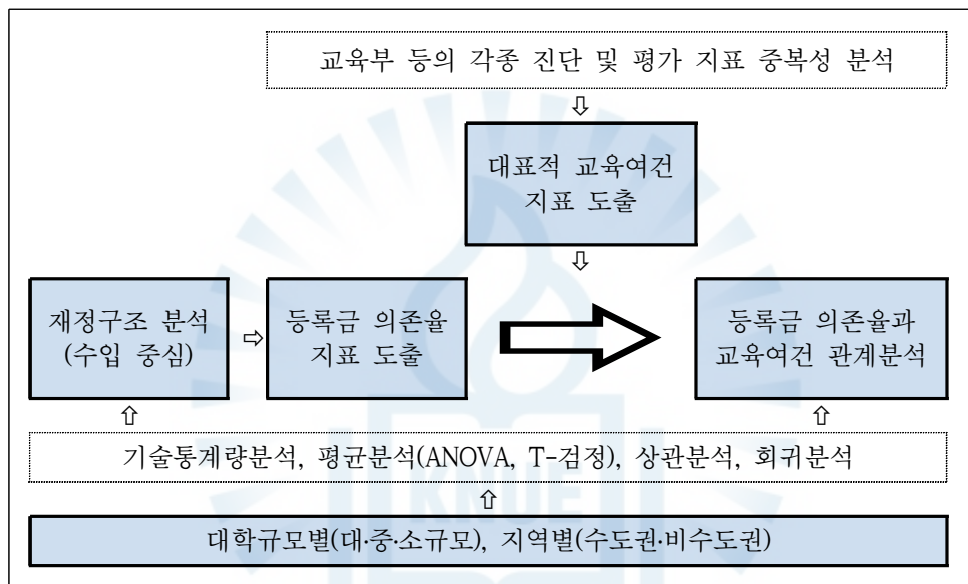 교육부 등의 각종 진단 및 평가 지표 중복성 분석
대표적 교육여건
지표 도출
재정구조 분석
(수입 중심)
등록금 의존율
지표 도출
등록금 의존율과
교육여건 관계분석
기술통계량분석, 평균분석(ANOVA, T-검정), 상관분석, 회귀분석
KNUE
대학규모별(대·중·소규모), 지역별(수도권·비수도권)